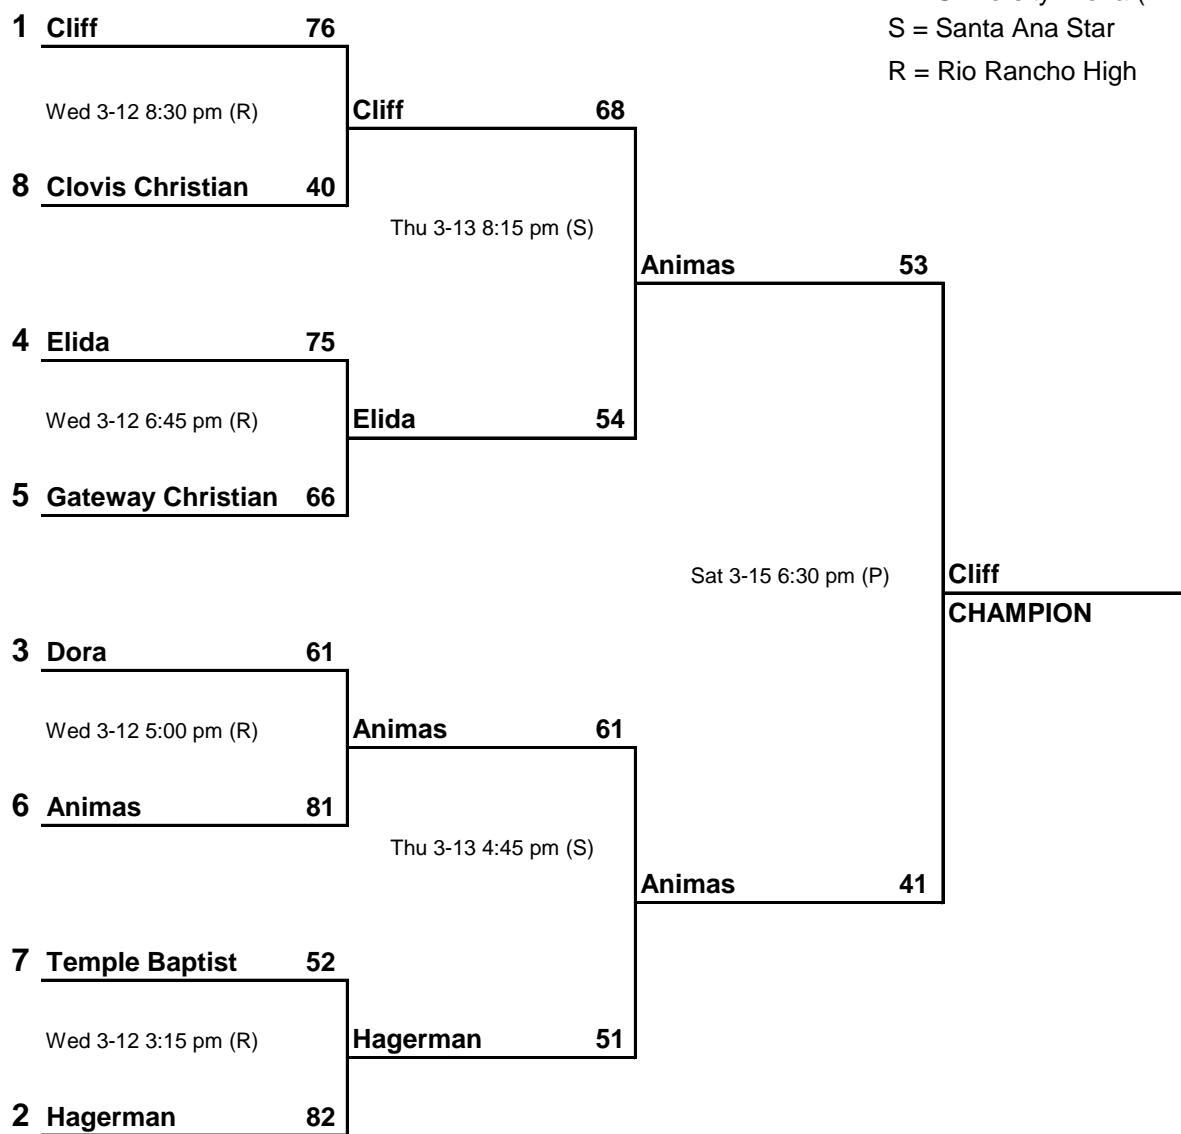 1 Cliff 76
S = Santa Ana Star
R = Rio Rancho High
Wed 3-12 8:30 pm (R)
Cliff 68
8 Clovis Christian 40
Thu 3-13 8:15 pm (S)
Animas 53
4 Elida 75
Wed 3-12 6:45 pm (R)
Elida 54
5 Gateway Christian 66
Sat 3-15 6:30 pm (P)
Cliff
CHAMPION
3 Dora 61
Wed 3-12 5:00 pm (R)
Animas 61
6 Animas 81
Thu 3-13 4:45 pm (S)
Animas 41
7 Temple Baptist 52
Wed 3-12 3:15 pm (R)
Hagerman 51
2 Hagerman 82